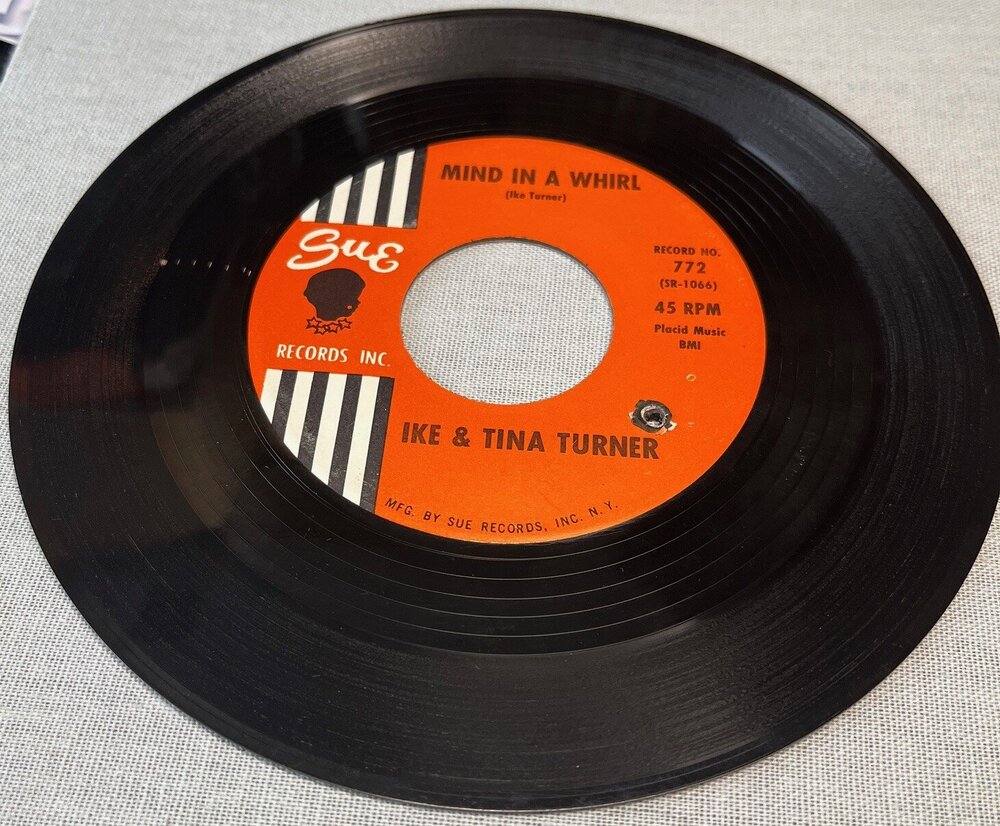 MIND IN A WHIRL
(Ike Turner)
Sue
RECORDS INC.
RECORD NO.
772
(SR-1066)
45 RPM
Placid Music
BMI
IKE & TINA TURNER
MFG. BY SUE RECORDS, INC. N. Y.